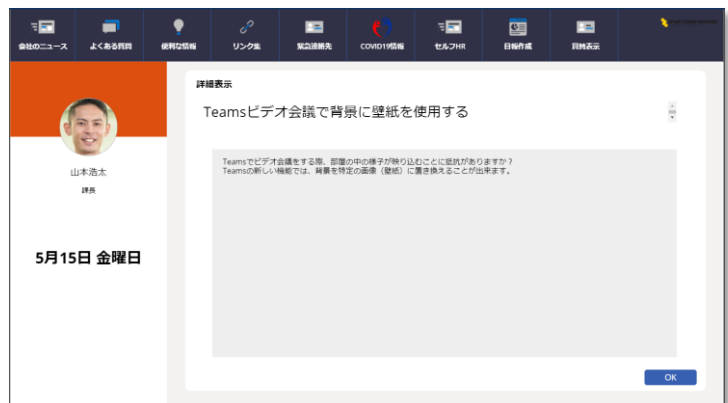 会社のニュース
よくある質問
便利な情報
リンク集
緊急連絡先
COVID19情報
セルフHR
日報作成
詳細表示
Teamsビデオ会議で背景に壁紙を使用する
Teamsでビデオ会議をする際、部屋の中の様子が映り込むことに抵抗がありますか？
Teamsの新しい機能では、背景を特定の画像（壁紙）に置き換えることが出来ます。
山本浩太
課長
5月15日 金曜日
OK